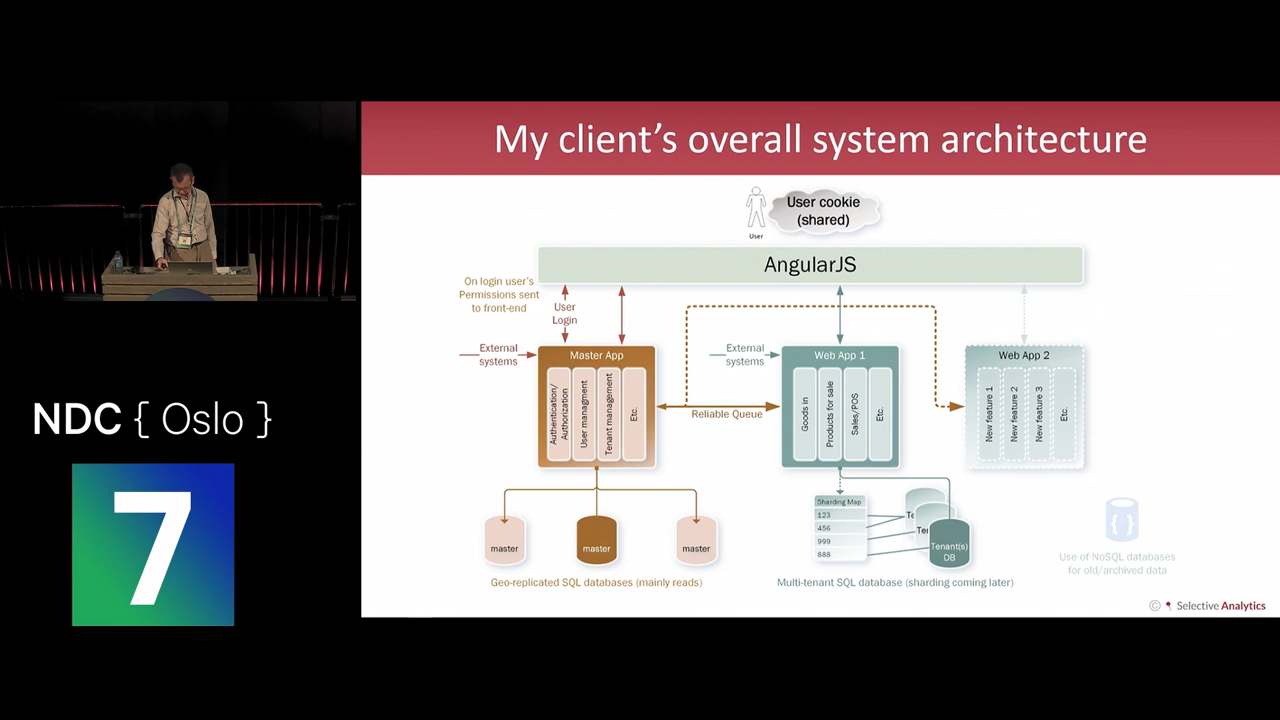 My client's overall system architecture
User cookie
(shared)
User
AngularJS
On login user's
Permissions sent
to front-end
User
Login
External
systems
Master App
Authentication/
Authorization
User managment
Tenant management
Etc.
Reliable Queue
External
systems
Web App 1
Goods in
Products for sale
Sales/POS
Etc.
Web App 2
New feature 1
New feature 2
New feature 3
Etc.
master
master
master
Geo-replicated SQL databases (mainly reads)
Sharding Map
123
456
999
888
Te
Ter
Tenant(s)
DB
Multi-tenant SQL database (sharding coming later)
{ }
Use of NoSQL databases
for old/archived data
© Selective Analytics
NDC { Oslo }
7